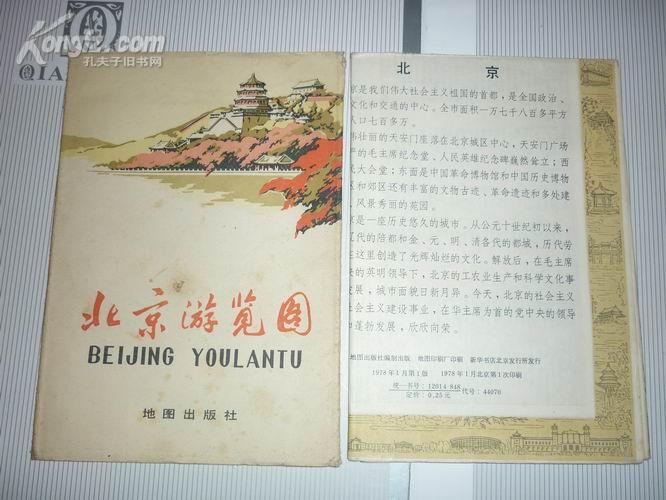 Kongfz.com
孔夫子旧书网
QIA
北京游览图
BEIJING YOULANTU
地图出版社
北 京
京是我们伟大社会主义祖国的首都，是全国政治、
文化和交通的中心。全市面积一万七千八百多平方
人口七百多万。
伟壮丽的天安门座落在北京城区中心，天安门广场
严的毛主席纪念堂、人民英雄纪念碑巍然耸立；西
民大会堂；东面是中国革命博物馆和中国历史博物
区和郊区还有丰富的文物古迹、革命遗迹和多处建
、风景秀丽的苑园。
京是一座历史悠久的城市。从公元十世纪初以来，
辽代的陪都和金、元、明、清各代的都城，历代劳
在这里创造了光辉灿烂的文化。解放后，在毛主席
央的英明领导下，北京的工农业生产和科学文化事
发展，城市面貌日新月异。今天，北京的社会主义
社会主义建设事业，在华主席为首的党中央的领导
和蓬勃发展，欣欣向荣。
地图出版社编制出版 地图印刷厂印刷 新华书店北京发行所发行
1978年1月第1版 1978年1月北京第1次印刷
统一书号：12014·848
定价：0.25元
代号：44070